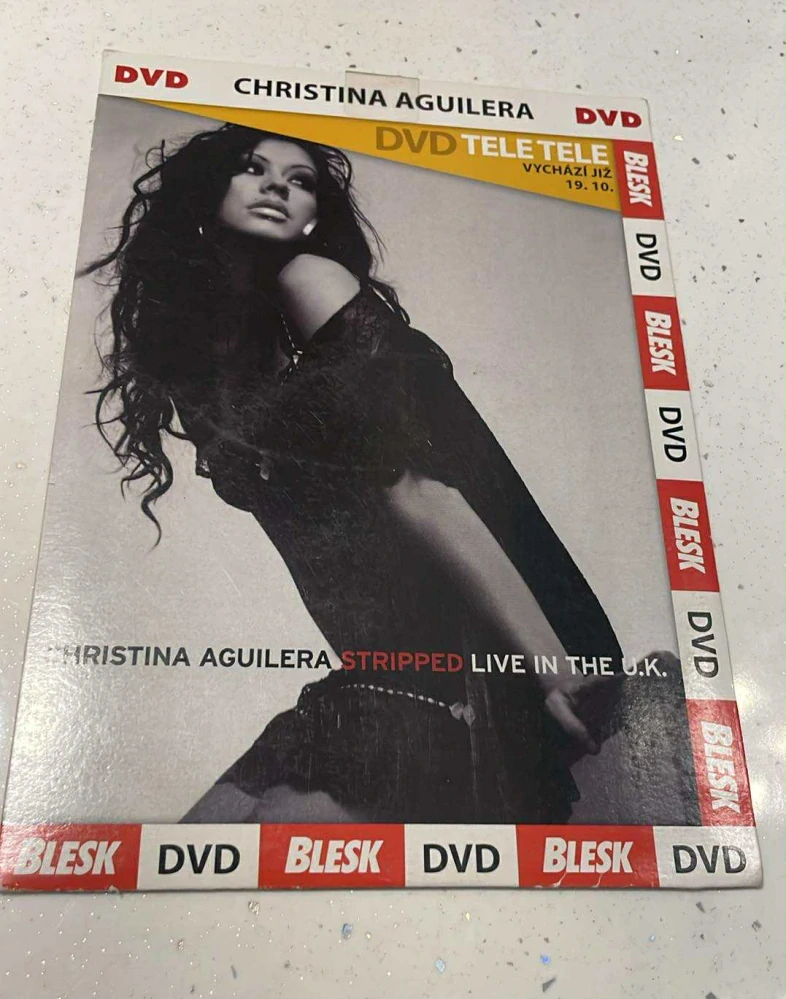 DVD CHRISTINA AGUILERA DVD
DVD TELE TELE
VYCHÁZÍ JIŽ
19. 10.
BLESK
DVD
BLESK
DVD
BLESK
DVD
BLESK
CHRISTINA AGUILERA STRIPPED LIVE IN THE U.K.
BLESK DVD BLESK DVD BLESK DVD